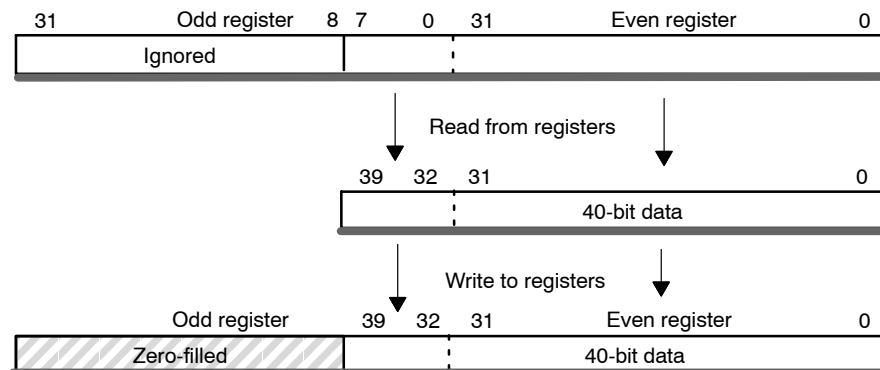 31 Odd register 8 7 0 31 Even register 0
Ignored
Read from registers
39 32 31 0
40-bit data
Write to registers
Odd register 39 32 31 Even register 0
Zero-filled 40-bit data